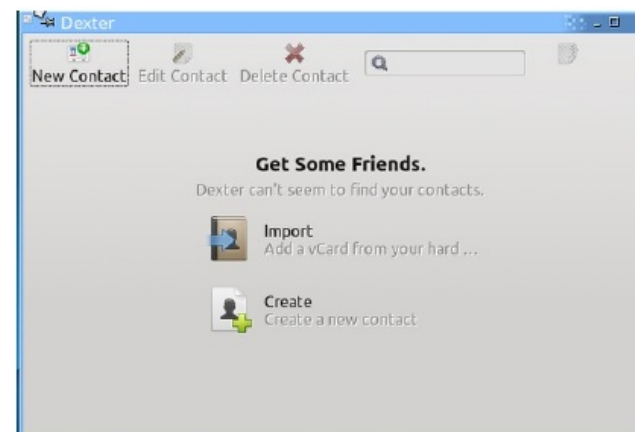 Dexter
New Contact Edit Contact Delete Contact
Get Some Friends.
Dexter can't seem to find your contacts.
Import
Add a vCard from your hard ...
Create
Create a new contact